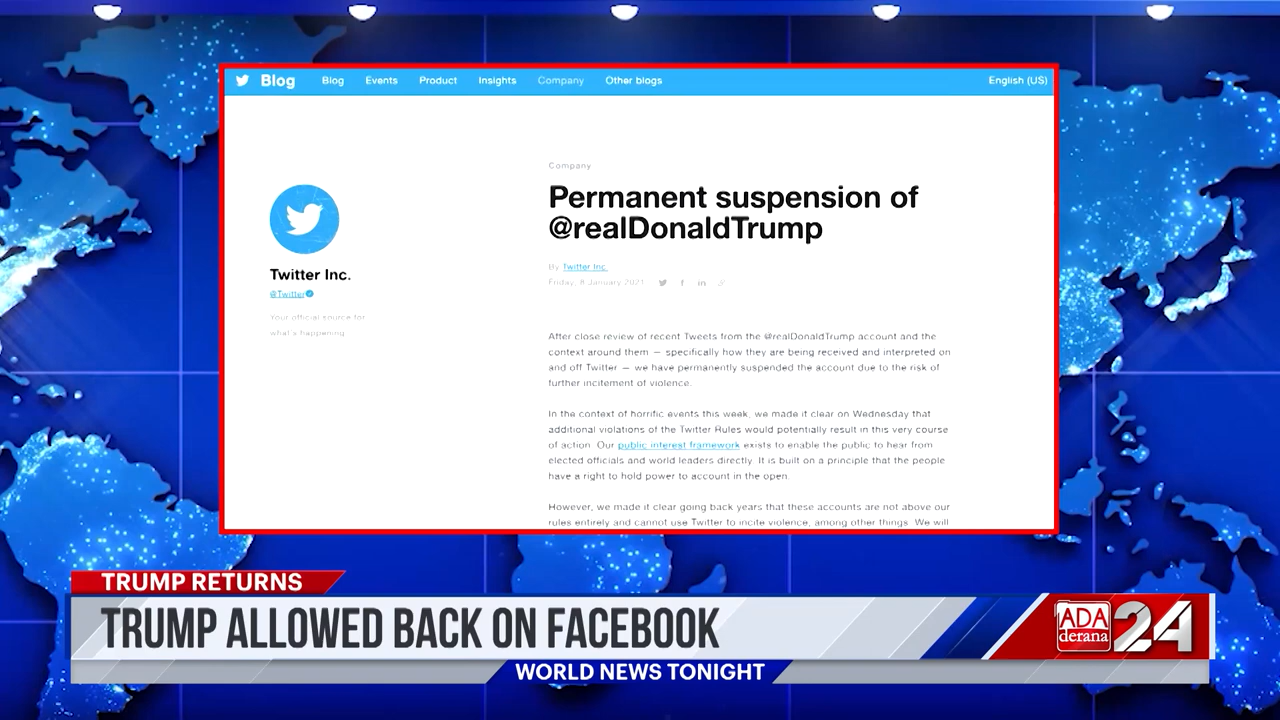 Blog Blog Events Product Insights Company Other blogs English (US)
Company
Permanent suspension of
@realDonaldTrump
By Twitter Inc.
Friday, 8 January 2021
Twitter Inc.
@Twitter
Your official source for
what's happening
After close review of recent Tweets from the @realDonaldTrump account and the
context around them — specifically how they are being received and interpreted on
and off Twitter — we have permanently suspended the account due to the risk of
further incitement of violence.
In the context of horrific events this week, we made it clear on Wednesday that
additional violations of the Twitter Rules would potentially result in this very course
of action. Our public interest framework exists to enable the public to hear from
elected officials and world leaders directly. It is built on a principle that the people
have a right to hold power to account in the open.
However, we made it clear going back years that these accounts are not above our
rules entirely and cannot use Twitter to incite violence, among other things. We will
TRUMP RETURNS
TRUMP ALLOWED BACK ON FACEBOOK
ADA
derana
24
WORLD NEWS TONIGHT